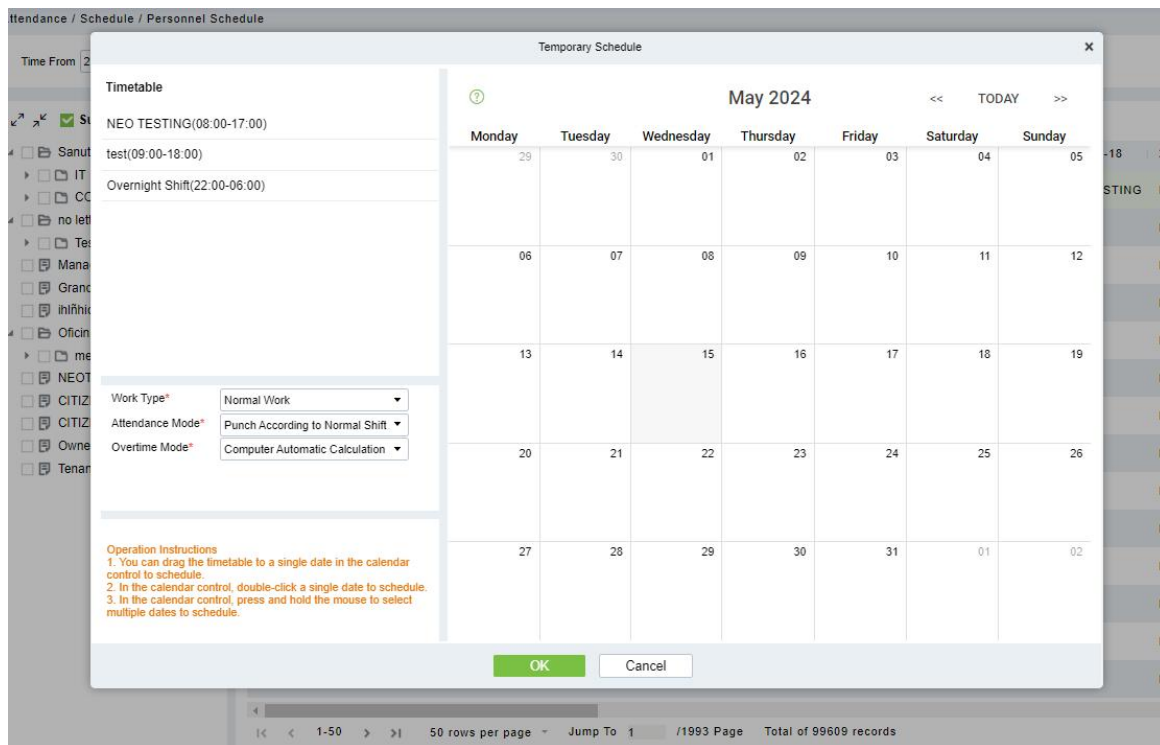 ttendance / Schedule / Personnel Schedule
Temporary Schedule
Time From 2
Timetable
NEO TESTING(08:00-17:00)
test(09:00-18:00)
Overnight Shift(22:00-06:00)
May 2024
<< TODAY >>
Monday Tuesday Wednesday Thursday Friday Saturday Sunday
29 30 01 02 03 04 05
06 07 08 09 10 11 12
13 14 15 16 17 18 19
20 21 22 23 24 25 26
27 28 29 30 31 01 02
Sanut
IT
CC
no lett
Tes
Mana
Grand
ihlñhid
Oficin
me
NEOT
CITIZ
CITIZ
Owne
Tenan
-18
STING
Work Type* Normal Work
Attendance Mode* Punch According to Normal Shift
Overtime Mode* Computer Automatic Calculation
Operation Instructions
1. You can drag the timetable to a single date in the calendar
control to schedule.
2. In the calendar control, double-click a single date to schedule.
3. In the calendar control, press and hold the mouse to select
multiple dates to schedule.
OK Cancel
1-50 50 rows per page Jump To 1 /1993 Page Total of 99609 records